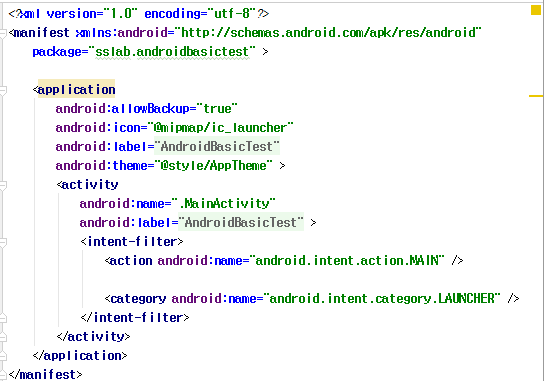 <?xml version="1.0" encoding="utf-8"?>
<manifest xmlns:android="http://schemas.android.com/apk/res/android"
package="sslab.androidbasictest" >
<application
android:allowBackup="true"
android:icon="@mipmap/ic_launcher"
android:label="AndroidBasicTest"
android:theme="@style/AppTheme" >
<activity
android:name=".MainActivity"
android:label="AndroidBasicTest" >
<intent-filter>
<action android:name="android.intent.action.MAIN" />
<category android:name="android.intent.category.LAUNCHER" />
</intent-filter>
</activity>
</application>
</manifest>